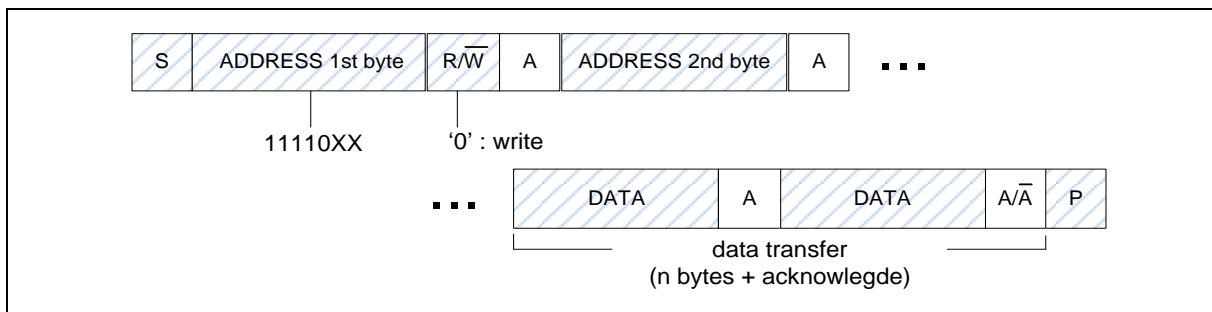 S ADDRESS 1st byte R/W̅ A ADDRESS 2nd byte A ...
11110XX '0' : write
... DATA A DATA A/A̅ P
data transfer
(n bytes + acknowlegde)